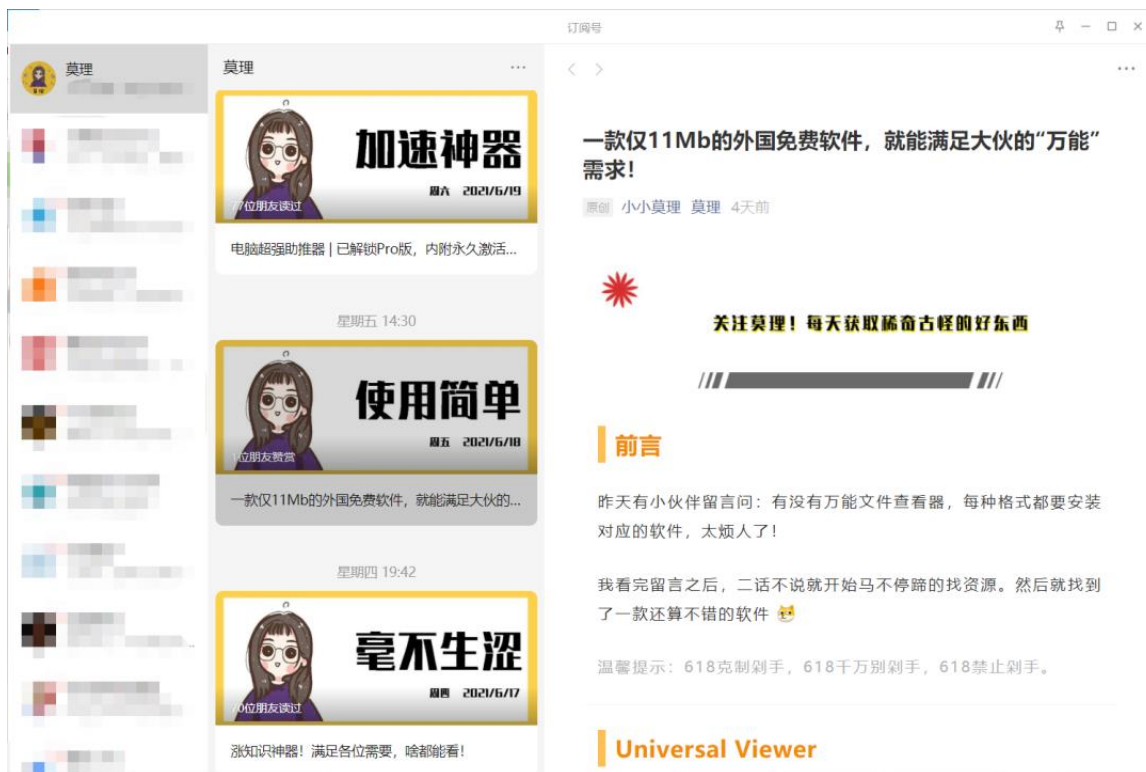 订阅号
莫理
莫理
加速神器
周六 2021/6/19
77位朋友读过
电脑超强助推器 | 已解锁Pro版，内附永久激活...
星期五 14:30
使用简单
周五 2021/6/18
1位朋友赞赏
一款仅11Mb的外国免费软件，就能满足大伙的...
星期四 19:42
毫不生涩
周四 2021/6/17
70位朋友读过
涨知识神器！满足各位需要，啥都能看！
一款仅11Mb的外国免费软件，就能满足大伙的“万能”
需求！
原创 小小莫理 莫理 4天前
关注莫理！每天获取稀奇古怪的好东西
前言
昨天有小伙伴留言问：有没有万能文件查看器，每种格式都要安装
对应的软件，太烦人了！
我看完留言之后，二话不说就开始马不停蹄的找资源。然后就找到
了一款还算不错的软件
温馨提示：618克制剁手，618千万别剁手，618禁止剁手。
Universal Viewer